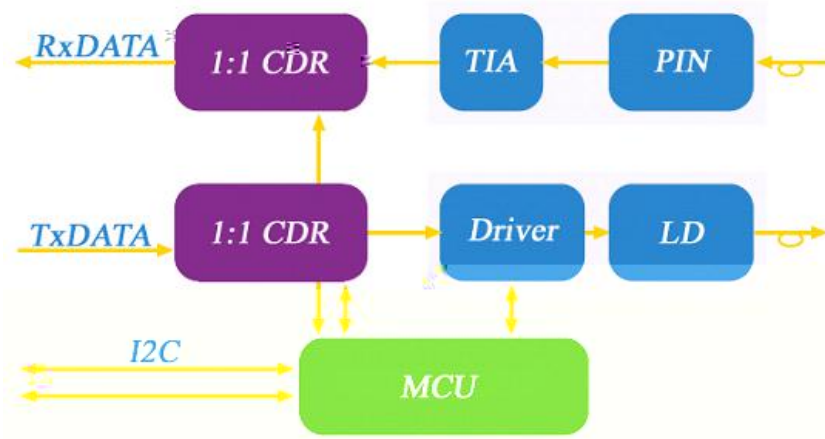 RxDATA
1:1 CDR
TIA
PIN
TxDATA
1:1 CDR
Driver
LD
I2C
MCU